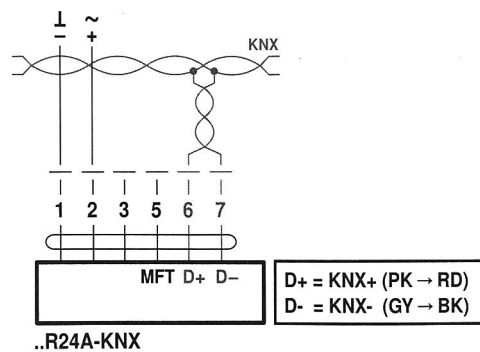 ⊥ ~
– +
KNX
1 2 3 5 6 7
MFT D+ D–
D+ = KNX+ (PK → RD)
D- = KNX- (GY → BK)
..R24A-KNX